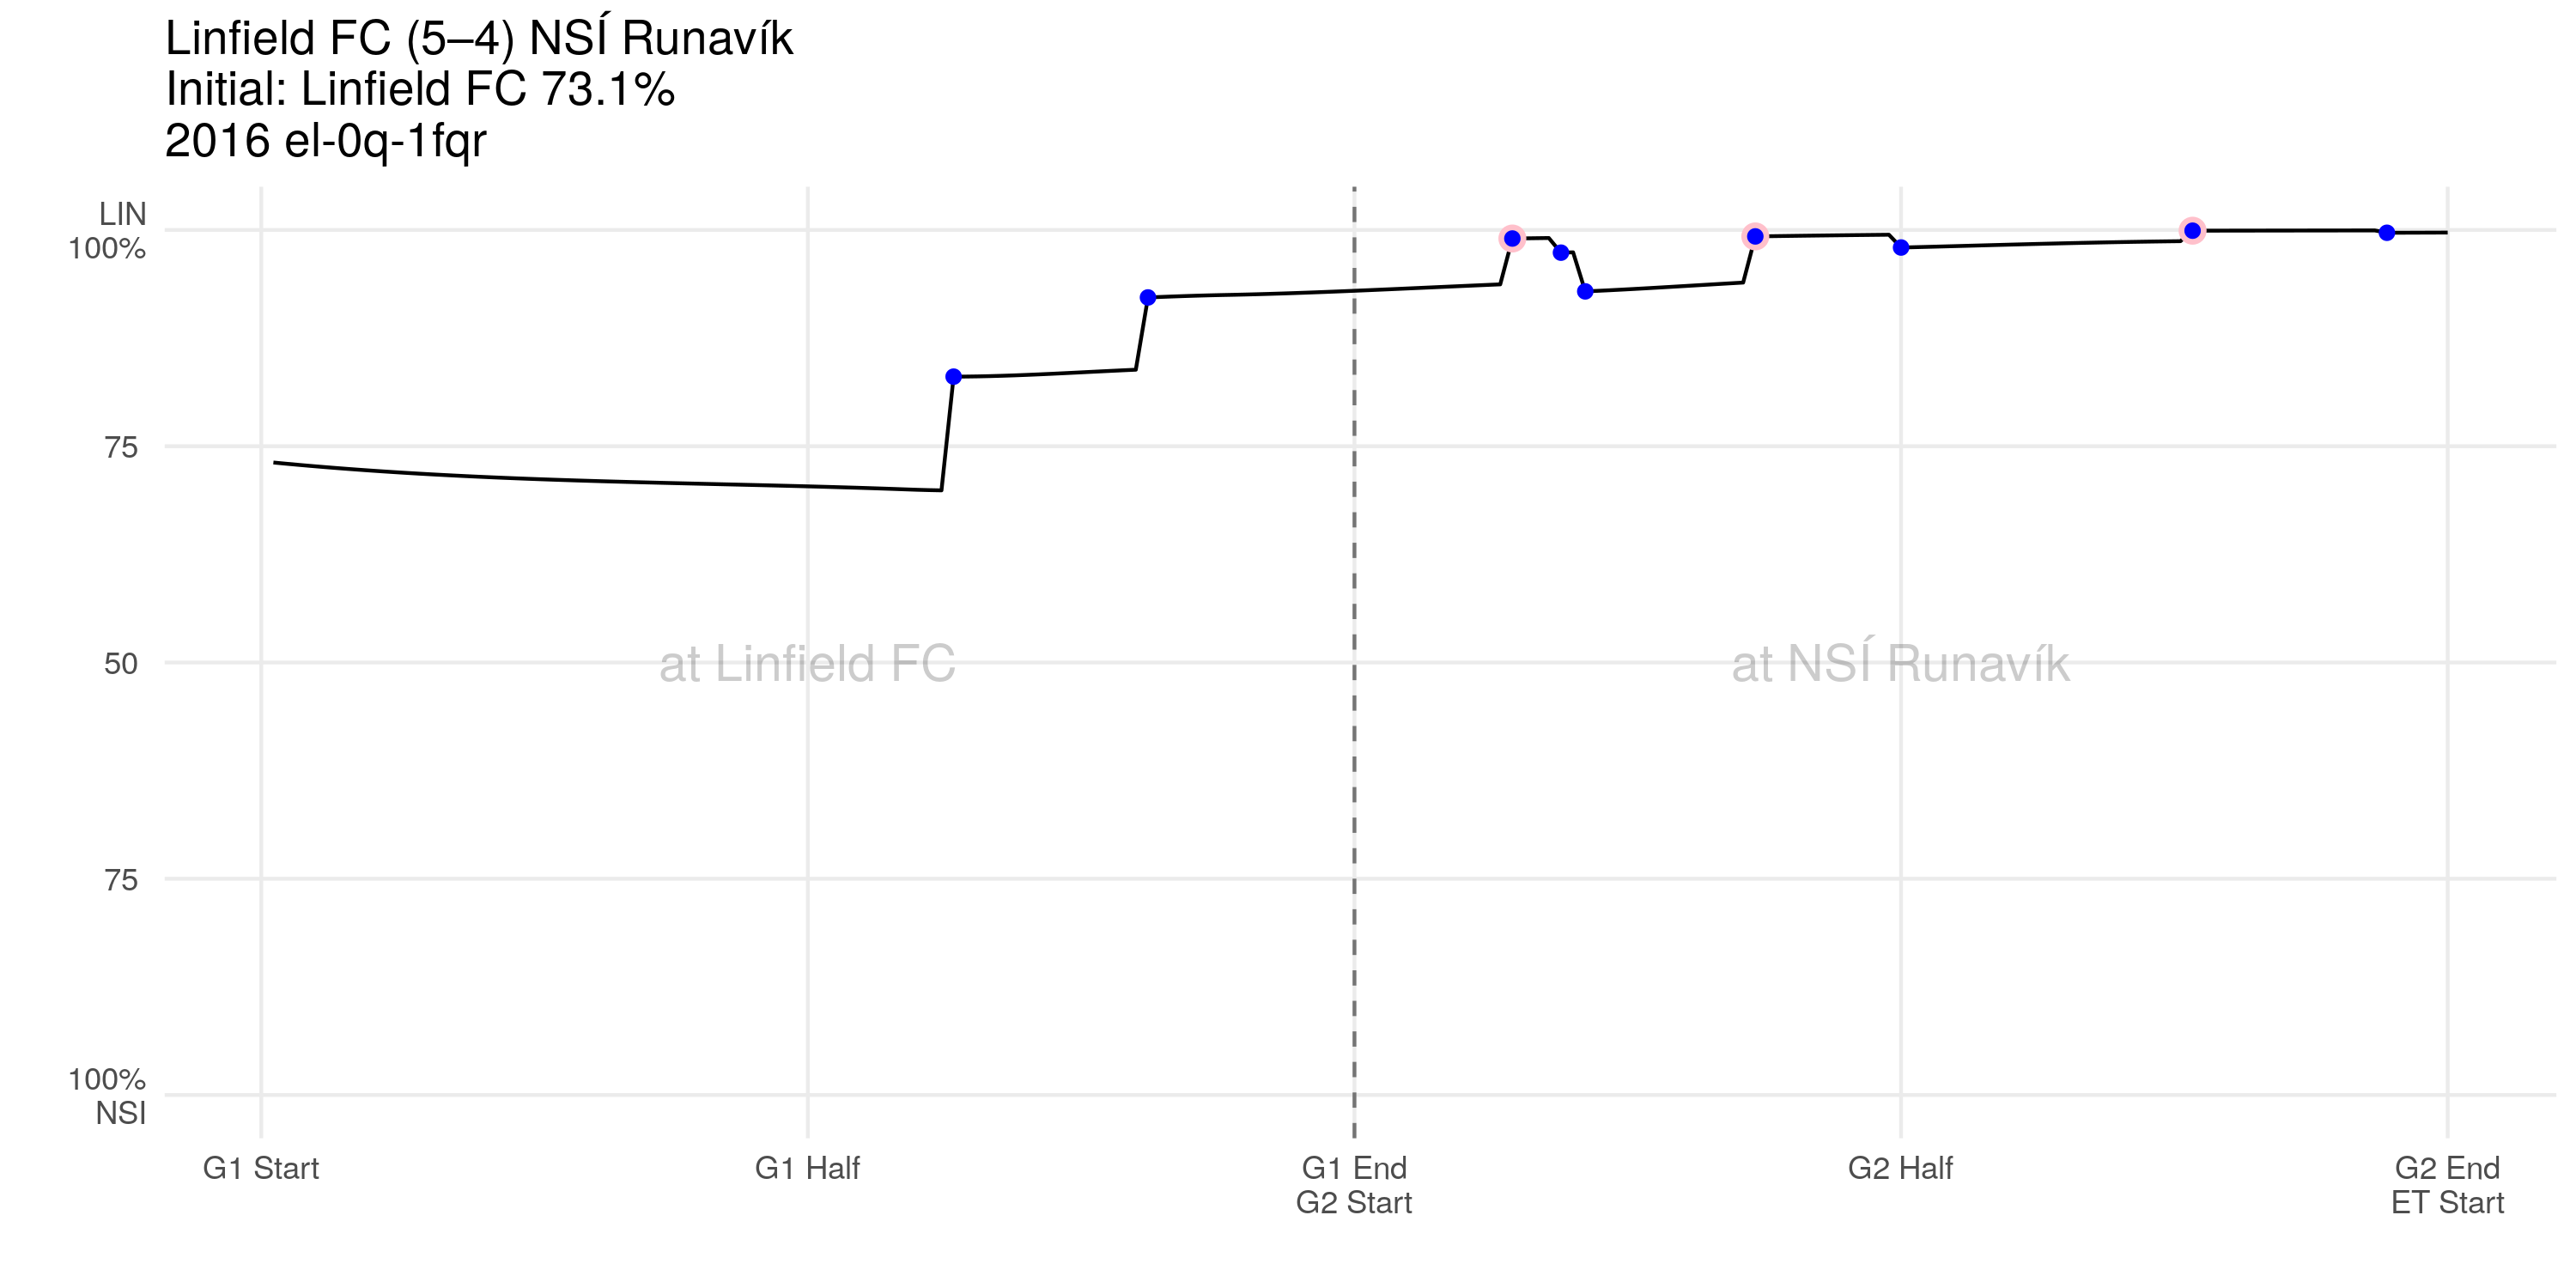 Linfield FC (5–4) NSÍ Runavík
Initial: Linfield FC 73.1%
2016 el-0q-1fqr
LIN
100%
75
50
75
100%
NSI
at Linfield FC
at NSÍ Runavík
G1 Start
G1 Half
G1 End
G2 Start
G2 Half
G2 End
ET Start